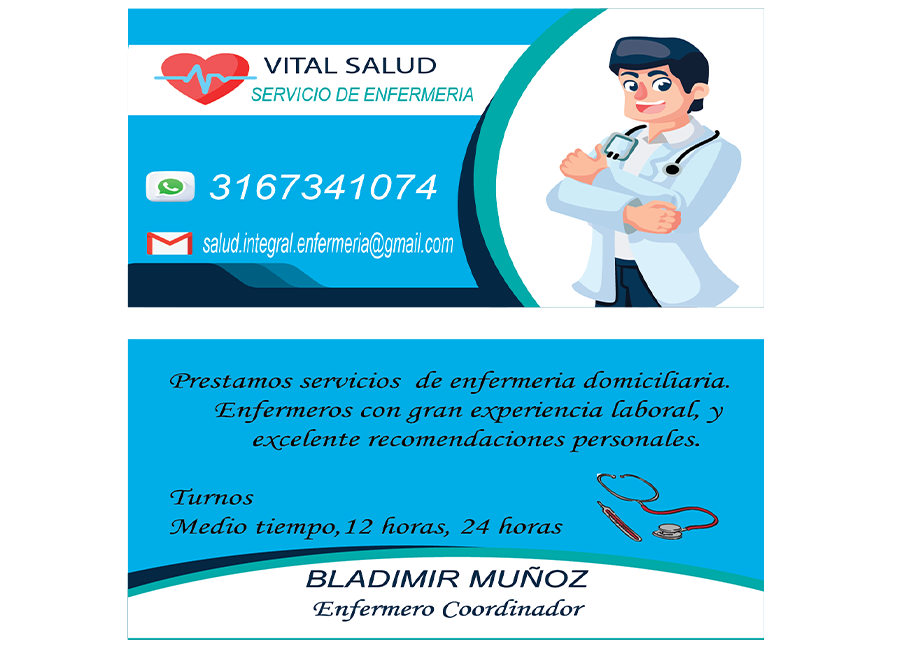 VITAL SALUD
SERVICIO DE ENFERMERIA
3167341074
salud.integral.enfermeria@gmail.com
Prestamos servicios de enfermeria domiciliaria.
Enfermeros con gran experiencia laboral, y
excelente recomendaciones personales.
Turnos
Medio tiempo,12 horas, 24 horas
BLADIMIR MUÑOZ
Enfermero Coordinador